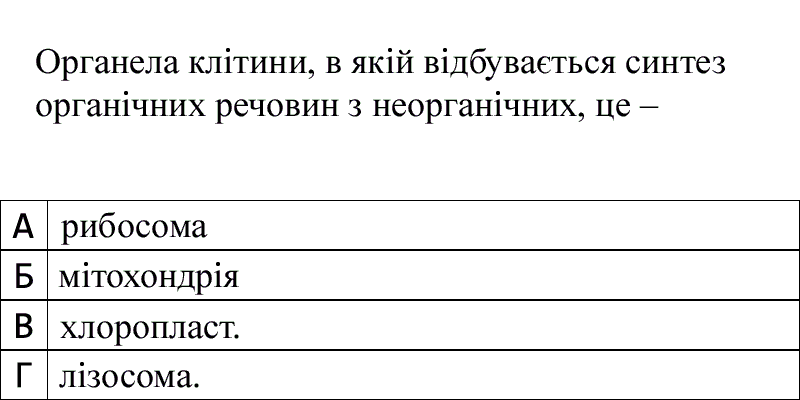 Органела клітини, в якій відбувається синтез
органічних речовин з неорганічних, це –
А рибосома
Б мітохондрія
В хлоропласт.
Г лізосома.